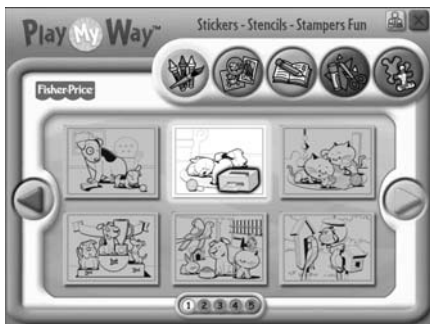 Play My Way™
Stickers - Stencils - Stampers Fun
Fisher-Price
1 2 3 4 5